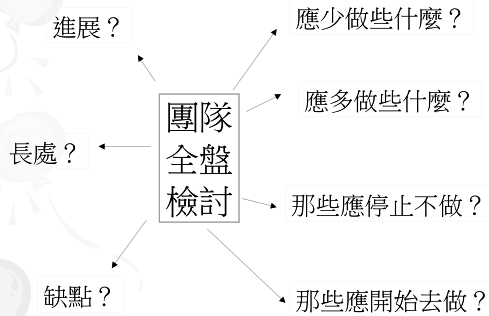 進展？
應少做些什麼？
應多做些什麼？
團隊
全盤
檢討
長處？
那些應停止不做？
缺點？
那些應開始去做？